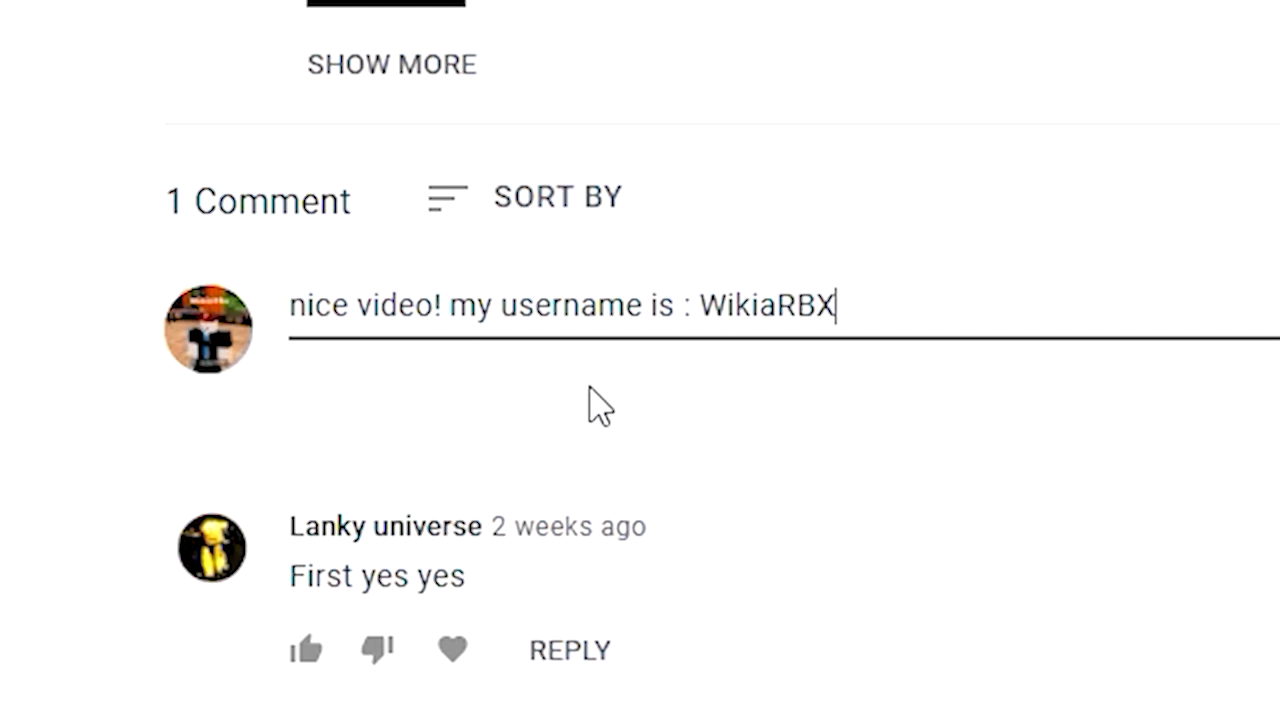 SHOW MORE
1 Comment SORT BY
nice video! my username is : WikiaRBX
Lanky universe 2 weeks ago
First yes yes
REPLY